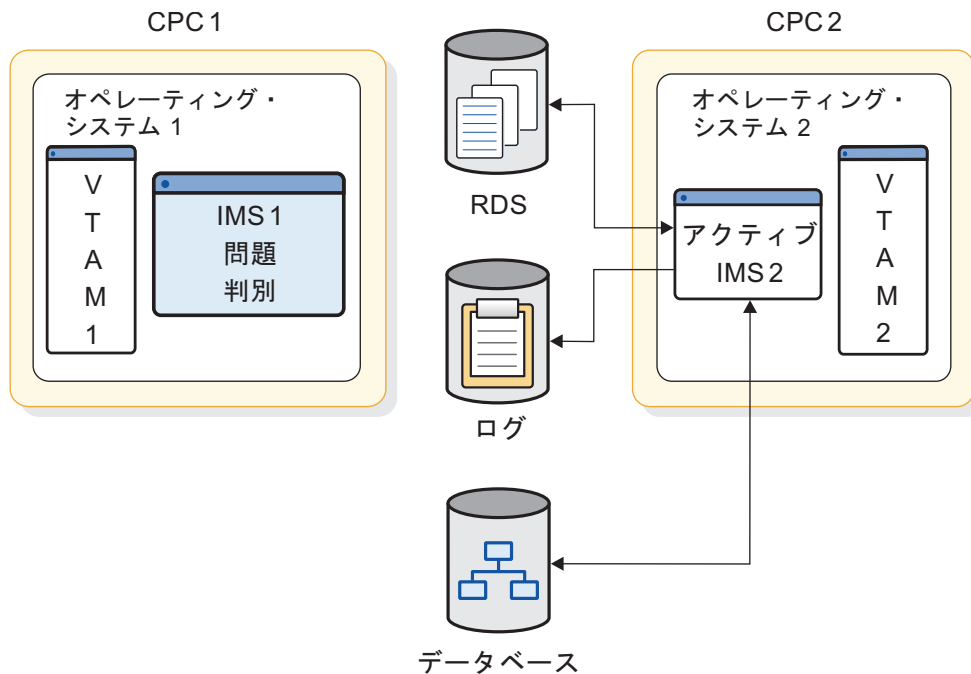 CPC 1
オペレーティング・
システム 1
V
T
A
M
1
IMS 1
問題
判別
RDS
ログ
データベース
CPC 2
オペレーティング・
システム 2
アクティブ
IMS 2
V
T
A
M
2